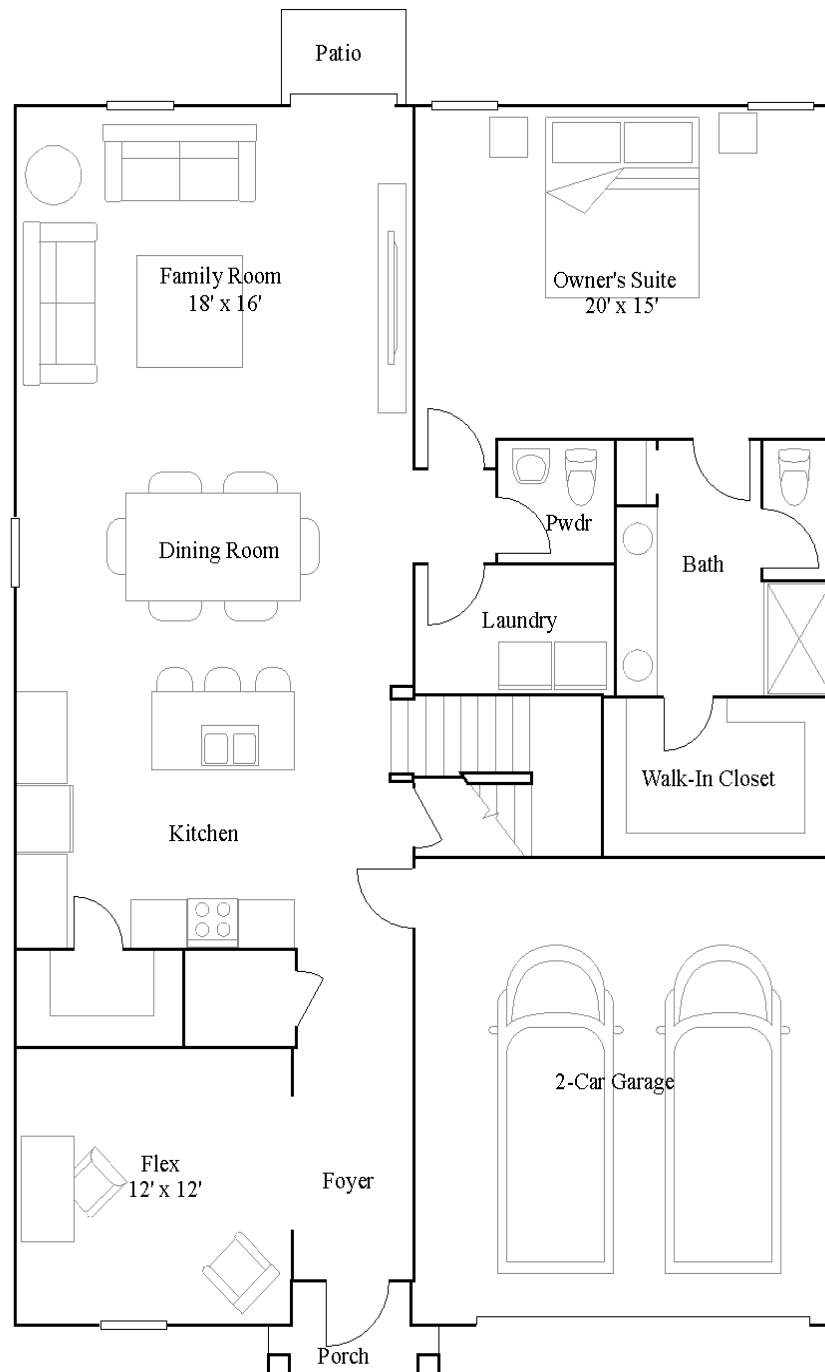 Patio
Family Room
18' x 16'
Owner's Suite
20' x 15'
Pwdr
Dining Room
Bath
Laundry
Walk-In Closet
Kitchen
2-Car Garage
Flex
12' x 12'
Foyer
Porch